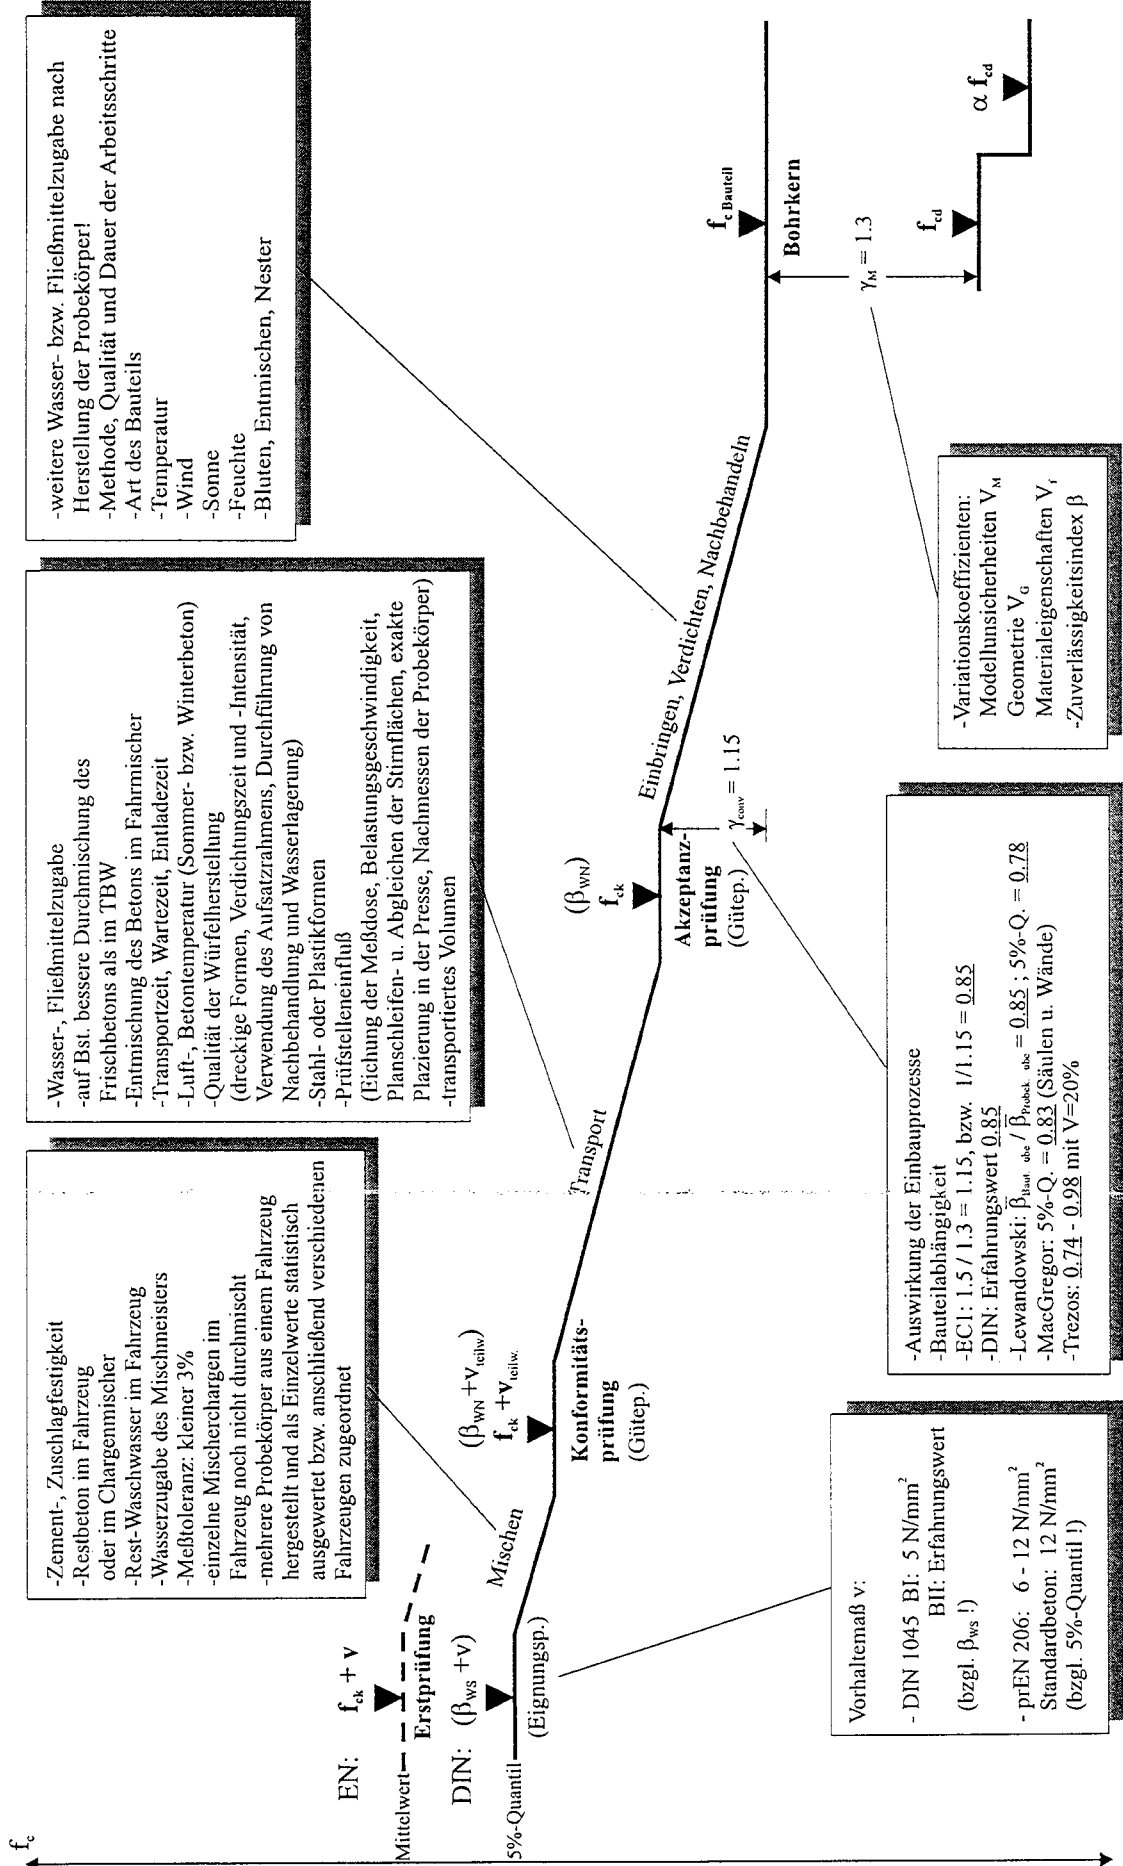 f_c
EN: f_ck + v
Mittelwert
Erstprüfung
DIN: (β_WS + v)
5%-Quantil
(Eignungsp.)
Mischen
-Zement-, Zuschlagfestigkeit
-Restbeton im Fahrzeug
oder im Chargenmischer
-Rest-Waschwasser im Fahrzeug
-Wasserzugabe des Mischmeisters
-Meßtoleranz: kleiner 3%
-einzelne Mischerchargen im
Fahrzeug noch nicht durchmischt
-mehrere Probekörper aus einem Fahrzeug
hergestellt und als Einzelwerte statistisch
ausgewertet bzw. anschließend verschiedenen
Fahrzeugen zugeordnet
Vorhaltemaß v:
- DIN 1045 BI: 5 N/mm²
BII: Erfahrungswert
(bzgl. β_WS !)
- prEN 206: 6 - 12 N/mm²
Standardbeton: 12 N/mm²
(bzgl. 5%-Quantil !)
(β_WN + v_teilw.)
f_ck + v_teilw.
Konformitäts-
prüfung
(Gütep.)
Transport
-Wasser-, Fließmittelzugabe
-auf Bst. bessere Durchmischung des
Frischbetons als im TBW
-Entmischung des Betons im Fahrmischer
-Transportzeit, Wartezeit, Entladezeit
-Luft-, Betontemperatur (Sommer- bzw. Winterbeton)
-Qualität der Würfelherstellung
(dreckige Formen, Verdichtungszeit und -Intensität,
Verwendung des Aufsatzrahmens, Durchführung von
Nachbehandlung und Wasserlagerung)
-Stahl- oder Plastikformen
-Prüfstelleneinfluß
(Eichung der Meßdose, Belastungsgeschwindigkeit,
Planschleifen- u. Abgleichen der Stirnflächen, exakte
Plazierung in der Presse, Nachmessen der Probekörper)
-transportiertes Volumen
(β_WN)
f_ck
Akzeptanz-
prüfung
(Gütep.)
γ_conv = 1.15
-Auswirkung der Einbauprozesse
-Bauteilabhängigkeit
-EC1: 1.5 / 1.3 = 1.15, bzw. 1/1.15 = 0.85
-DIN: Erfahrungswert 0.85
-Lewandowski: β_Baut. / β_Probek. = 0.85 ; 5%-Q. = 0.78
-MacGregor: 5%-Q. = 0.83 (Säulen u. Wände)
-Trezos: 0.74 - 0.98 mit V=20%
Einbringen, Verdichten, Nachbehandeln
-weitere Wasser- bzw. Fließmittelzugabe nach
Herstellung der Probekörper!
-Methode, Qualität und Dauer der Arbeitsschritte
-Art des Bauteils
-Temperatur
-Wind
-Sonne
-Feuchte
-Bluten, Entmischen, Nester
f_c Bauteil
Bohrkern
γ_M = 1.3
f_cd
α f_cd
-Variationskoeffizienten:
Modellunsicherheiten V_M
Geometrie V_G
Materialeigenschaften V_f
-Zuverlässigkeitsindex β